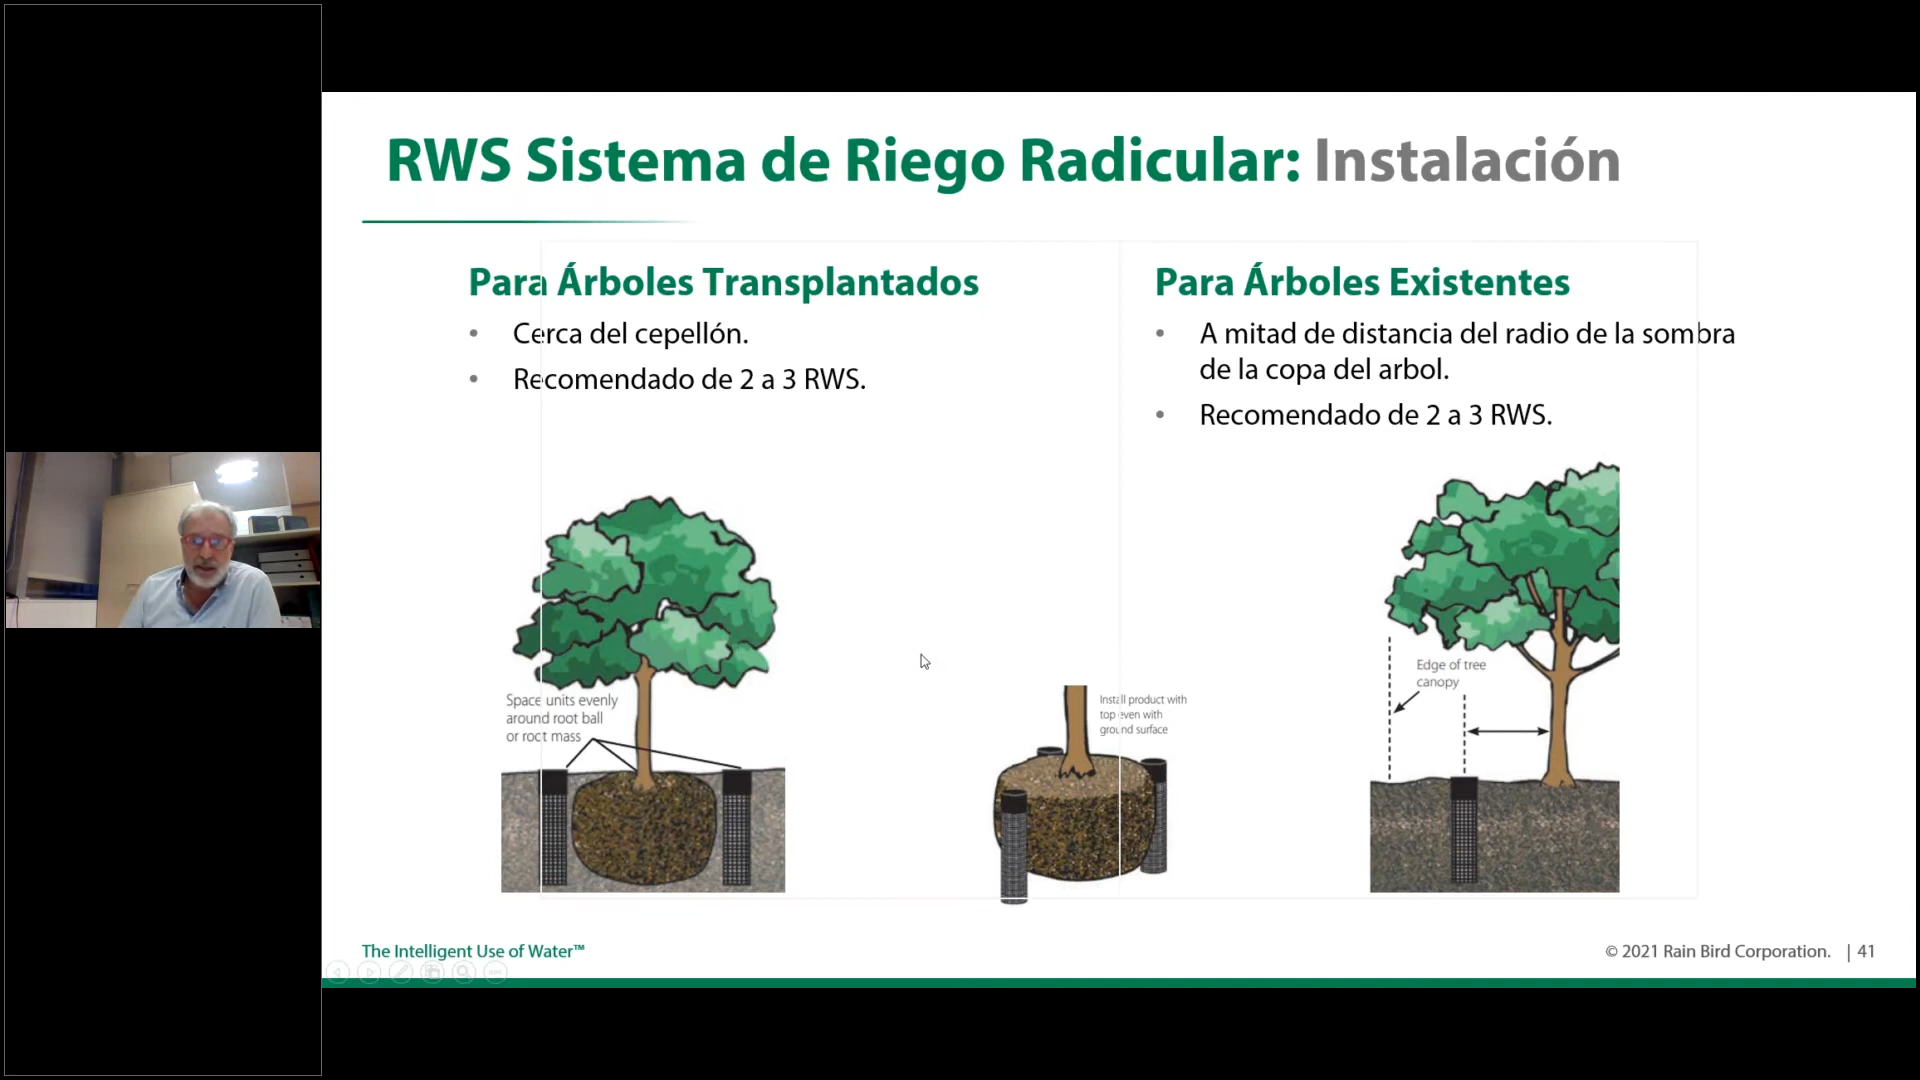 RWS Sistema de Riego Radicular: Instalación
Para Árboles Transplantados
• Cerca del cepellón.
• Recomendado de 2 a 3 RWS.
Para Árboles Existentes
• A mitad de distancia del radio de la sombra
de la copa del arbol.
• Recomendado de 2 a 3 RWS.
Space units evenly
around root ball
or root mass
Install product with
top even with
ground surface
Edge of tree
canopy
The Intelligent Use of Water™
© 2021 Rain Bird Corporation. | 41